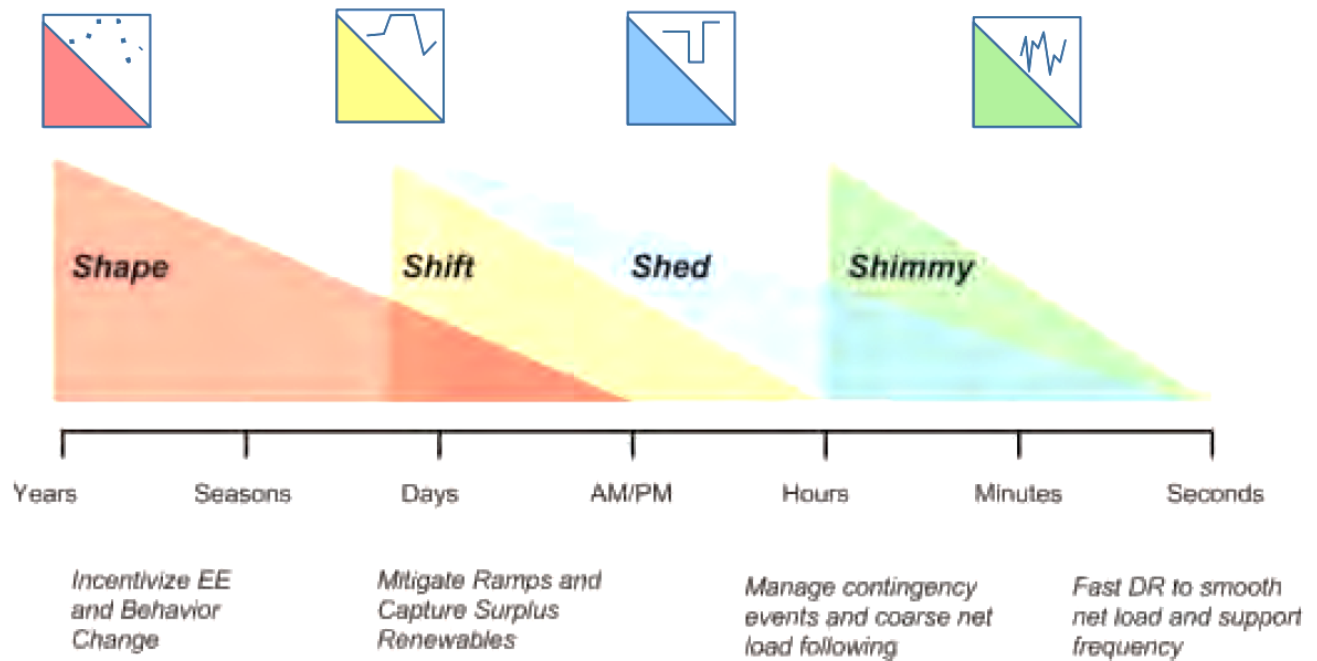 Shape Shift Shed Shimmy
Years Seasons Days AM/PM Hours Minutes Seconds
Incentivize EE
and Behavior
Change
Mitigate Ramps and
Capture Surplus
Renewables
Manage contingency
events and coarse net
load following
Fast DR to smooth
net load and support
frequency